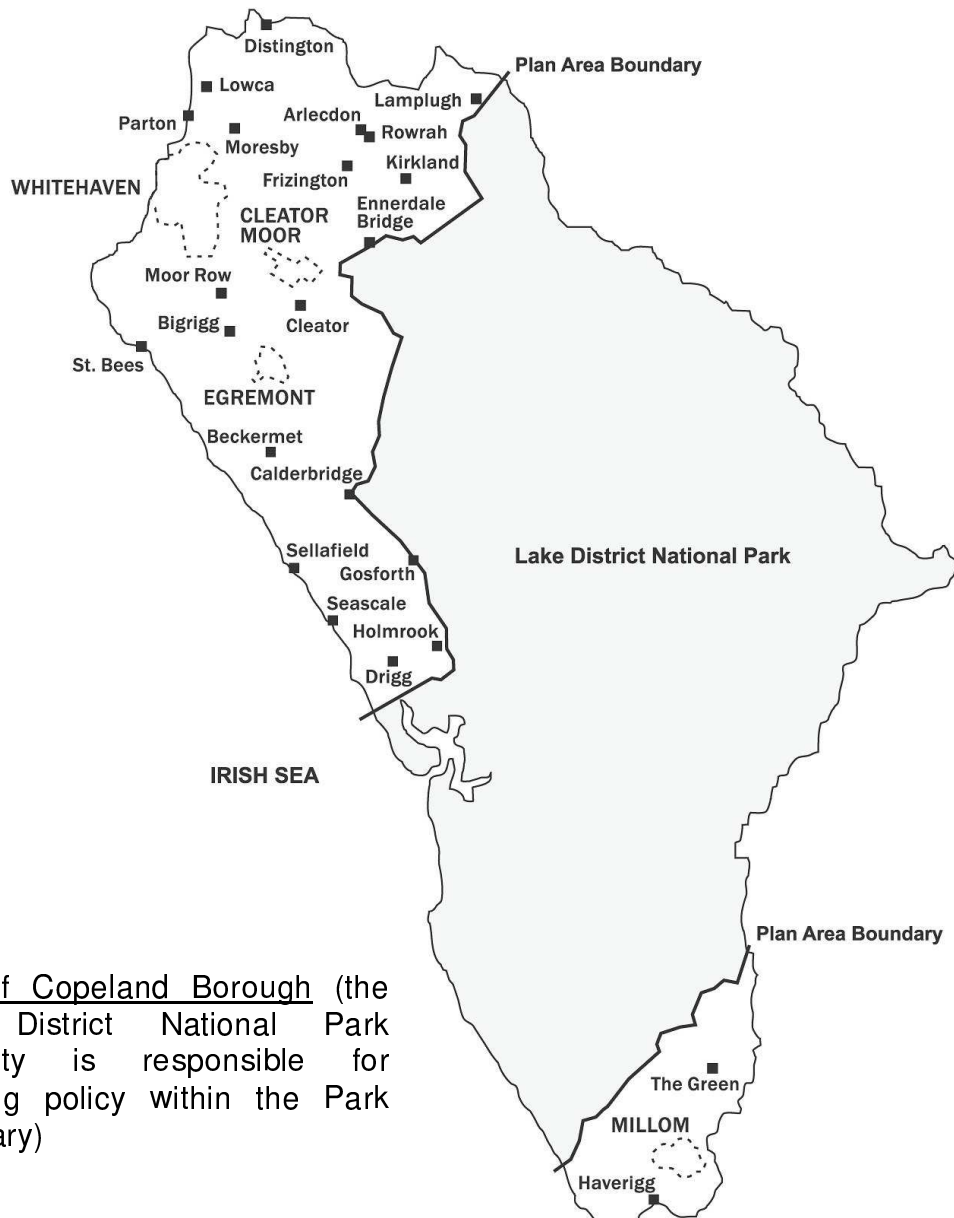 Distington
Plan Area Boundary
Lowca
Lamplugh
Arlecdon
Parton
Rowrah
Moresby
Kirkland
Frizington
WHITEHAVEN
Ennerdale
Bridge
CLEATOR
MOOR
Moor Row
Bigrigg
Cleator
St. Bees
EGREMONT
Beckermet
Calderbridge
Sellafield
Lake District National Park
Gosforth
Seascale
Holmrook
Drigg
IRISH SEA
Plan Area Boundary
f Copeland Borough (the
District National Park
ty is responsible for
g policy within the Park
ary)
The Green
MILLOM
Haverigg